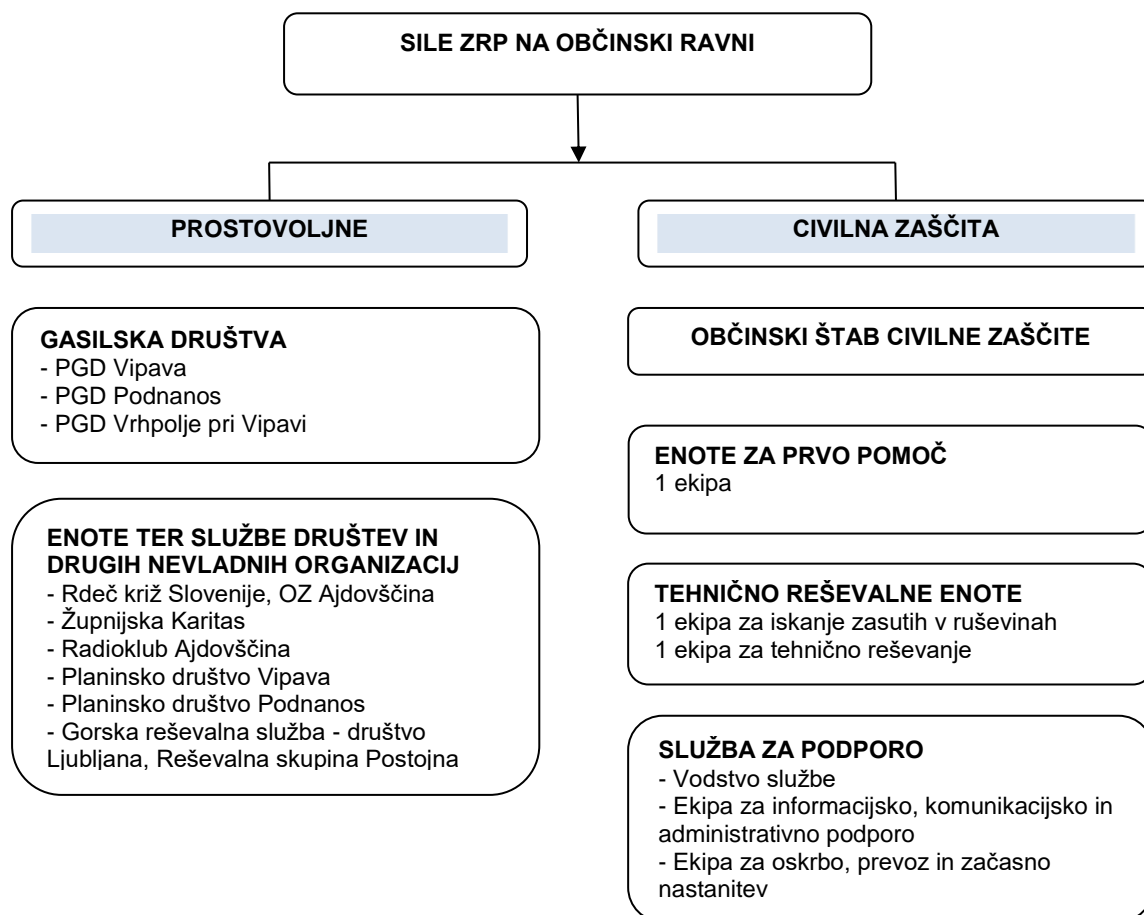 SILE ZRP NA OBČINSKI RAVNI
PROSTOVOLJNE
GASILSKA DRUŠTVA
- PGD Vipava
- PGD Podnanos
- PGD Vrhpolje pri Vipavi
ENOTE TER SLUŽBE DRUŠTEV IN
DRUGIH NEVLADNIH ORGANIZACIJ
- Rdeč križ Slovenije, OZ Ajdovščina
- Župnijska Karitas
- Radioklub Ajdovščina
- Planinsko društvo Vipava
- Planinsko društvo Podnanos
- Gorska reševalna služba - društvo
Ljubljana, Reševalna skupina Postojna
CIVILNA ZAŠČITA
OBČINSKI ŠTAB CIVILNE ZAŠČITE
ENOTE ZA PRVO POMOČ
1 ekipa
TEHNIČNO REŠEVALNE ENOTE
1 ekipa za iskanje zasutih v ruševinah
1 ekipa za tehnično reševanje
SLUŽBA ZA PODPORO
- Vodstvo službe
- Ekipa za informacijsko, komunikacijsko in
administrativno podporo
- Ekipa za oskrbo, prevoz in začasno
nastanitev